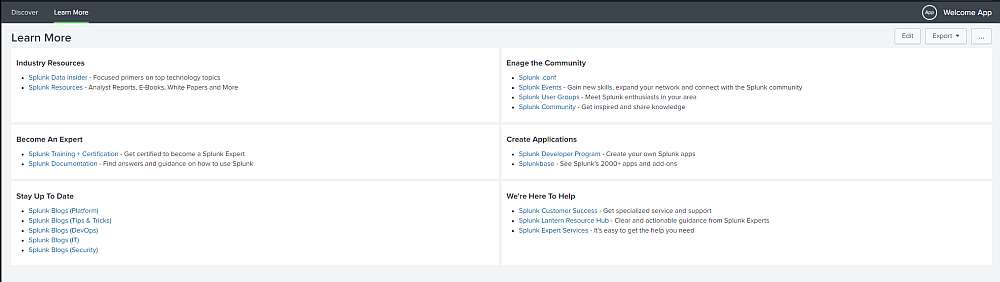 Discover Learn More App Welcome App
Learn More Edit Export ...
Industry Resources
Splunk Data Insider - Focused primers on top technology topics
Splunk Resources - Analyst Reports, E-Books, White Papers and More
Enage the Community
Splunk .conf
Splunk Events - Gain new skills, expand your network and connect with the Splunk community
Splunk User Groups - Meet Splunk enthusiasts in your area
Splunk Community - Get inspired and share knowledge
Become An Expert
Splunk Training + Certification - Get certified to become a Splunk Expert
Splunk Documentation - Find answers and guidance on how to use Splunk
Create Applications
Splunk Developer Program - Create your own Splunk apps
Splunkbase - See Splunk's 2000+ apps and add-ons
Stay Up To Date
Splunk Blogs (Platform)
Splunk Blogs (Tips & Tricks)
Splunk Blogs (DevOps)
Splunk Blogs (IT)
Splunk Blogs (Security)
We're Here To Help
Splunk Customer Success - Get specialized service and support
Splunk Lantern Resource Hub - Clear and actionable guidance from Splunk Experts
Splunk Expert Services - It's easy to get the help you need